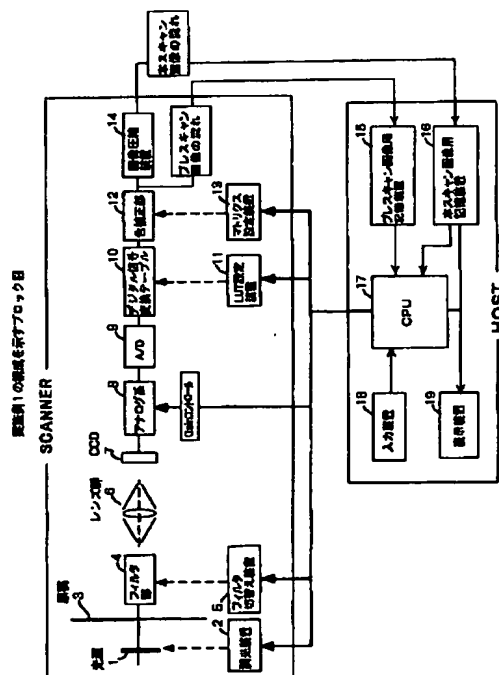 実施例1の構成を示すブロック図
SCANNER
光源
1
原稿
3
フィルタ部
4
レンズ群
6
CCD
7
アナログ系
8
A/D
9
デジタル信号変換テーブル
10
色補正部
12
画像圧縮装置
14
プレスキャン画像の流れ
本スキャン画像の流れ
調光装置
2
フィルタ切替え装置
5
Gainコントロール
LUT設定装置
11
マトリクス設定装置
13
プレスキャン画像用記憶装置
15
本スキャン画像用記憶装置
16
CPU
17
入力装置
18
表示装置
19
HOST